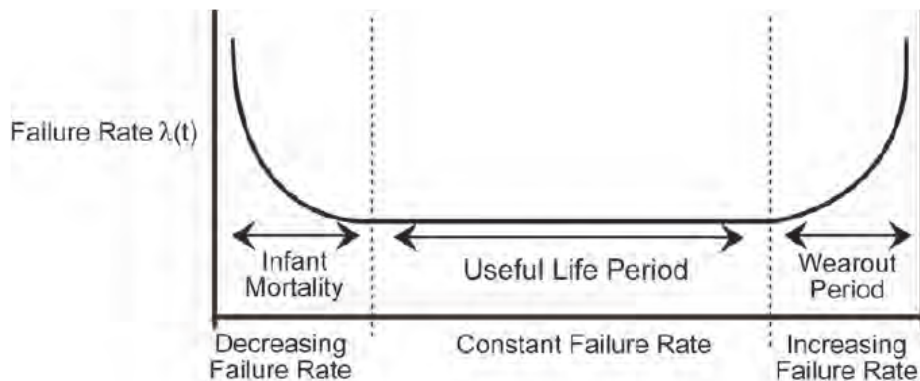 Failure Rate λ(t)
Infant
Mortality
Useful Life Period
Wearout
Period
Decreasing
Failure Rate
Constant Failure Rate
Increasing
Failure Rate